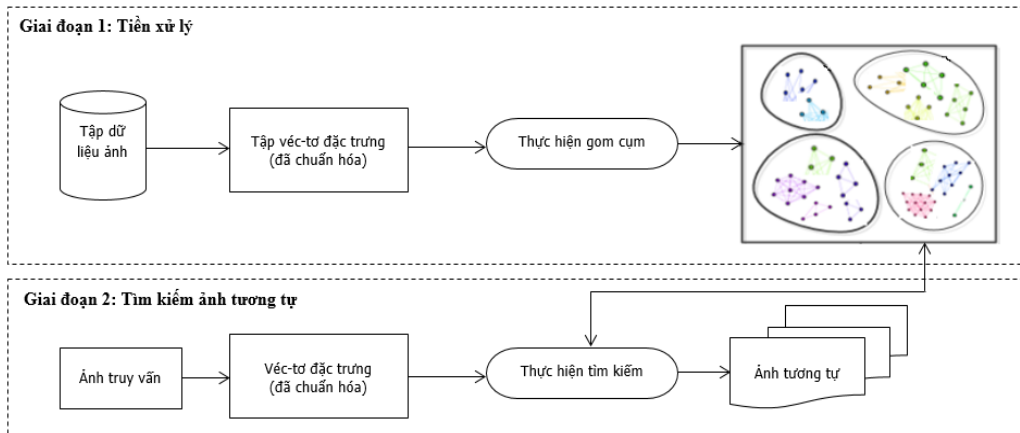 Giai đoạn 1: Tiền xử lý
Tập dữ
liệu ảnh
Tập véc-tơ đặc trưng
(đã chuẩn hóa)
Thực hiện gom cụm
Giai đoạn 2: Tìm kiếm ảnh tương tự
Ảnh truy vấn
Véc-tơ đặc trưng
(đã chuẩn hóa)
Thực hiện tìm kiếm
Ảnh tương tự